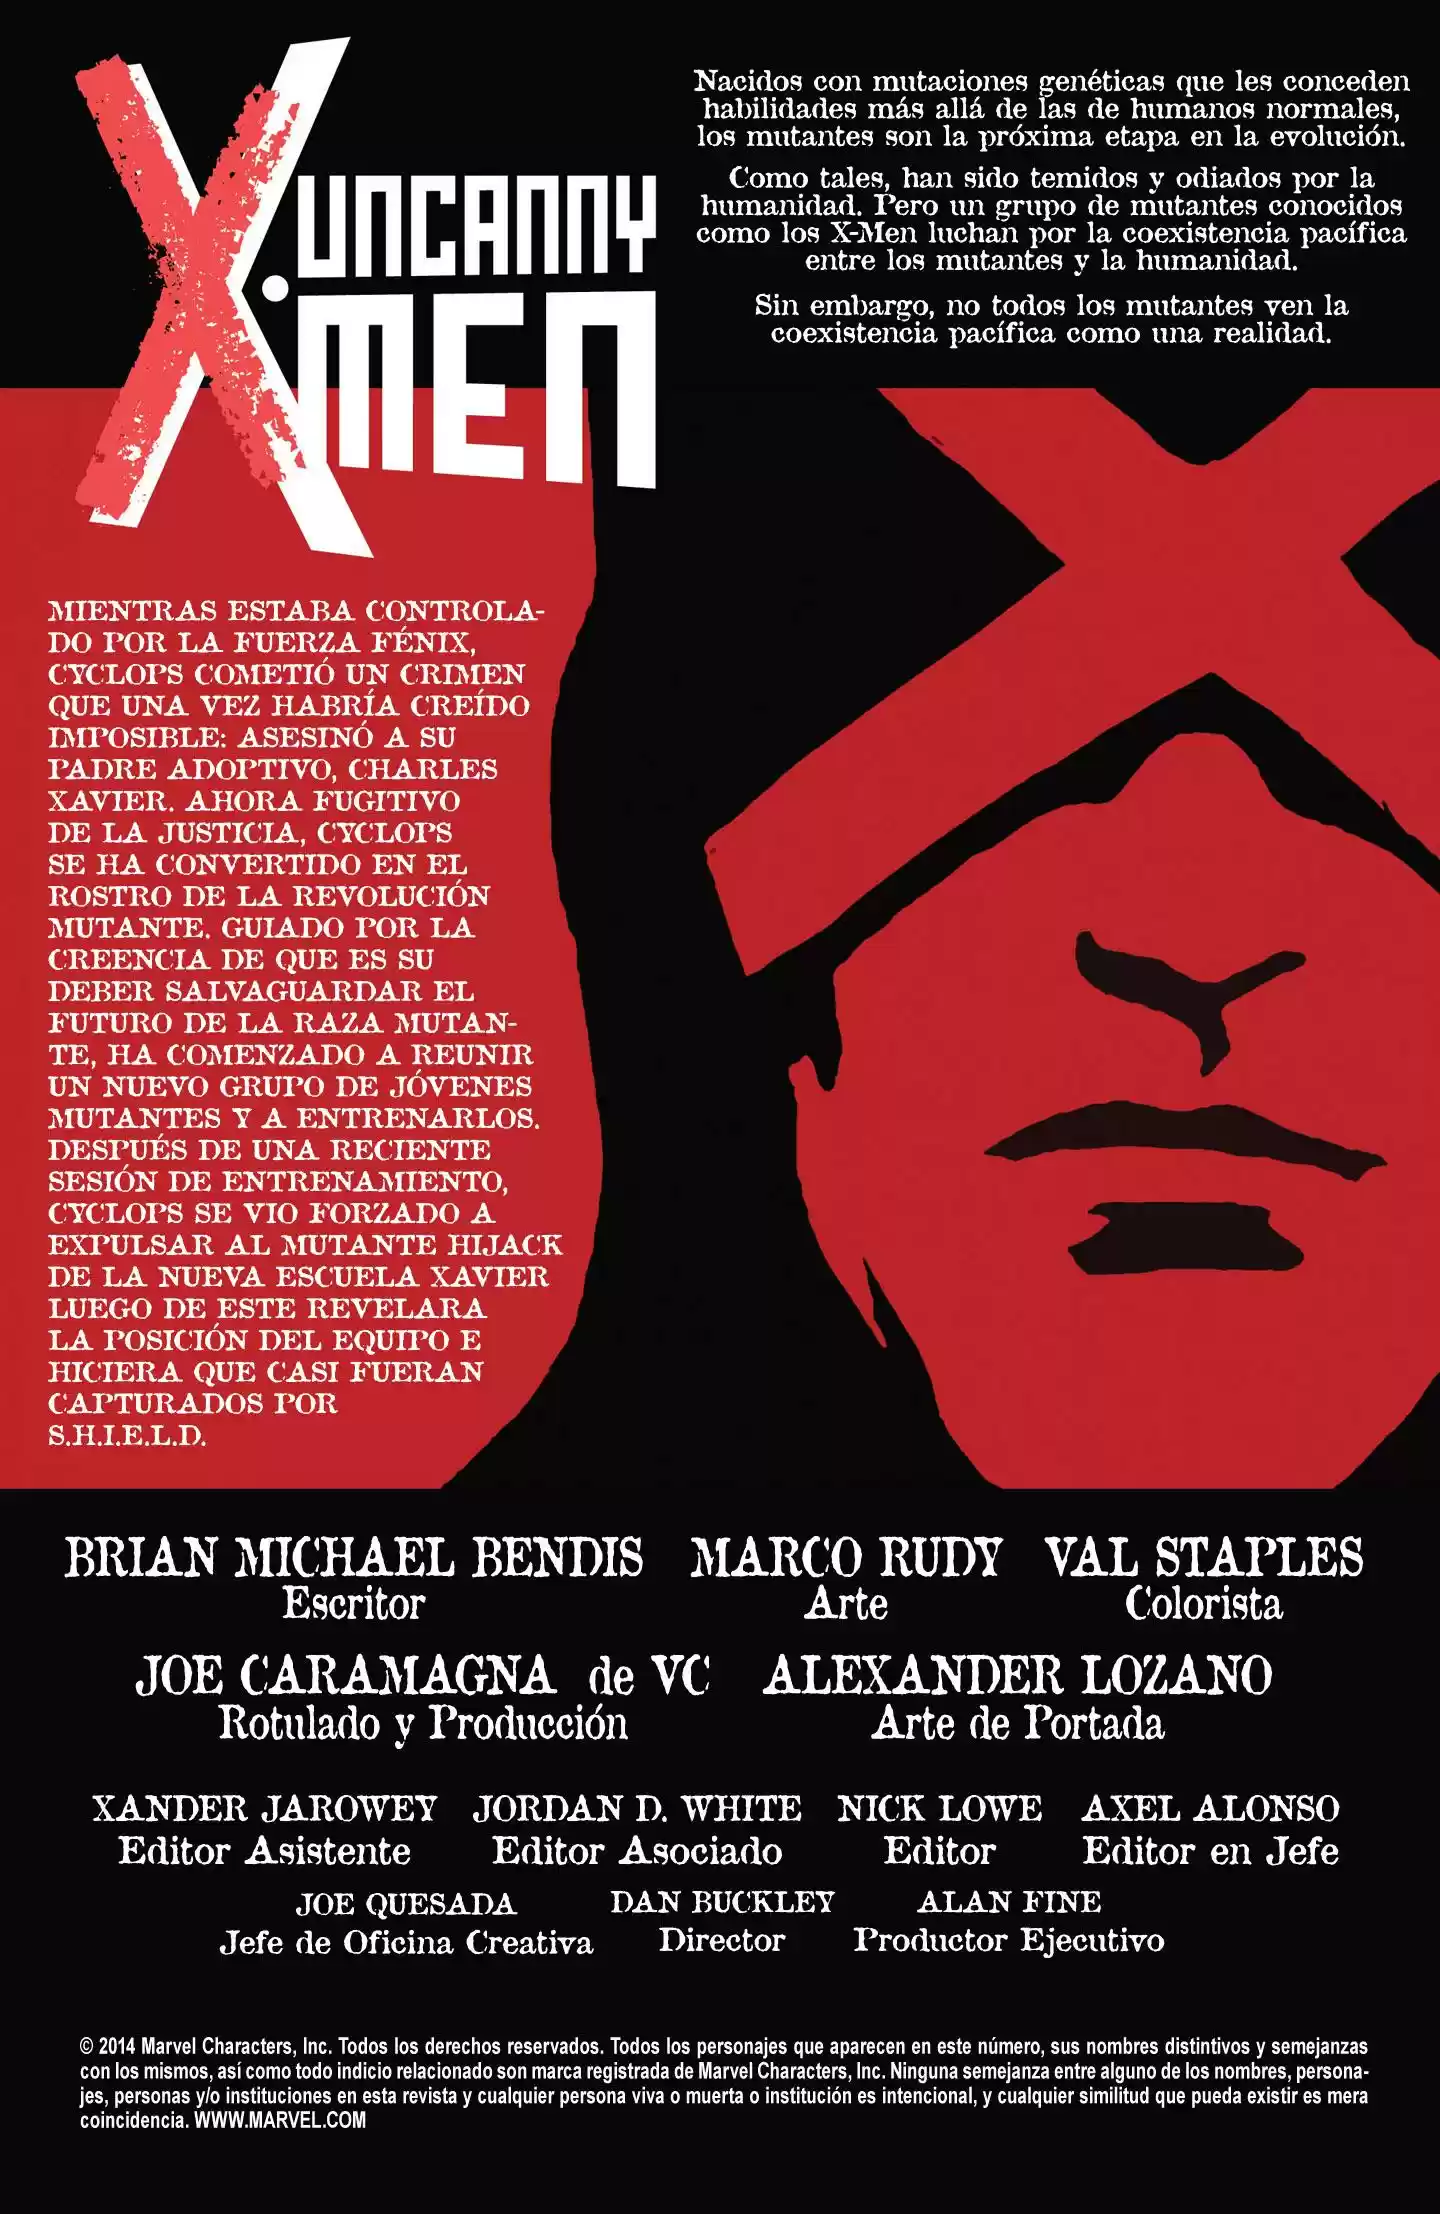 UNCANNY
X-MEN
Nacidos con mutaciones genéticas que les conceden
habilidades más allá de las de humanos normales,
los mutantes son la próxima etapa en la evolución.
Como tales, han sido temidos y odiados por la
humanidad. Pero un grupo de mutantes conocidos
como los X-Men luchan por la coexistencia pacífica
entre los mutantes y la humanidad.
Sin embargo, no todos los mutantes ven la
coexistencia pacífica como una realidad.
MIENTRAS ESTABA CONTROLA-
DO POR LA FUERZA FÉNIX,
CYCLOPS COMETIÓ UN CRIMEN
QUE UNA VEZ HABRÍA CREÍDO
IMPOSIBLE: ASESINÓ A SU
PADRE ADOPTIVO, CHARLES
XAVIER. AHORA FUGITIVO
DE LA JUSTICIA, CYCLOPS
SE HA CONVERTIDO EN EL
ROSTRO DE LA REVOLUCIÓN
MUTANTE. GUIADO POR LA
CREENCIA DE QUE ES SU
DEBER SALVAGUARDAR EL
FUTURO DE LA RAZA MUTAN-
TE, HA COMENZADO A REUNIR
UN NUEVO GRUPO DE JÓVENES
MUTANTES Y A ENTRENARLOS.
DESPUÉS DE UNA RECIENTE
SESIÓN DE ENTRENAMIENTO,
CYCLOPS SE VIO FORZADO A
EXPULSAR AL MUTANTE HIJACK
DE LA NUEVA ESCUELA XAVIER
LUEGO DE ESTE REVELARA
LA POSICIÓN DEL EQUIPO E
HICIERA QUE CASI FUERAN
CAPTURADOS POR
S.H.I.E.L.D.
BRIAN MICHAEL BENDIS MARCO RUDY VAL STAPLES
Escritor Arte Colorista
JOE CARAMAGNA de VC ALEXANDER LOZANO
Rotulado y Producción Arte de Portada
XANDER JAROWEY JORDAN D. WHITE NICK LOWE AXEL ALONSO
Editor Asistente Editor Asociado Editor Editor en Jefe
JOE QUESADA DAN BUCKLEY ALAN FINE
Jefe de Oficina Creativa Director Productor Ejecutivo
© 2014 Marvel Characters, Inc. Todos los derechos reservados. Todos los personajes que aparecen en este número, sus nombres distintivos y semejanzas
con los mismos, así como todo indicio relacionado son marca registrada de Marvel Characters, Inc. Ninguna semejanza entre alguno de los nombres, persona-
jes, personas y/o instituciones en esta revista y cualquier persona viva o muerta o institución es intencional, y cualquier similitud que pueda existir es mera
coincidencia. WWW.MARVEL.COM